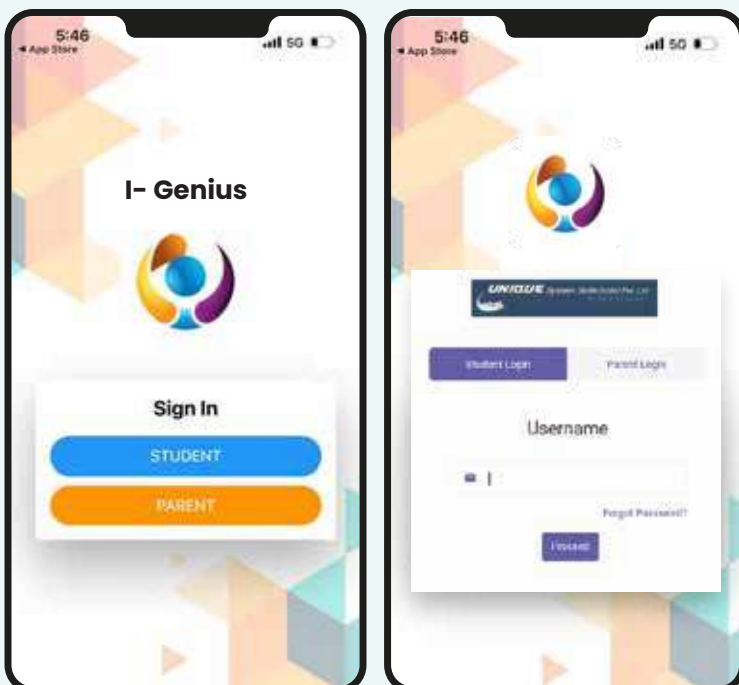 5:46
5G
◀ App Store
I- Genius
Sign In
STUDENT
PARENT
5:46
5G
◀ App Store
UNIQUE
Student Login
Parent Login
Username
Forgot Password?
Proceed